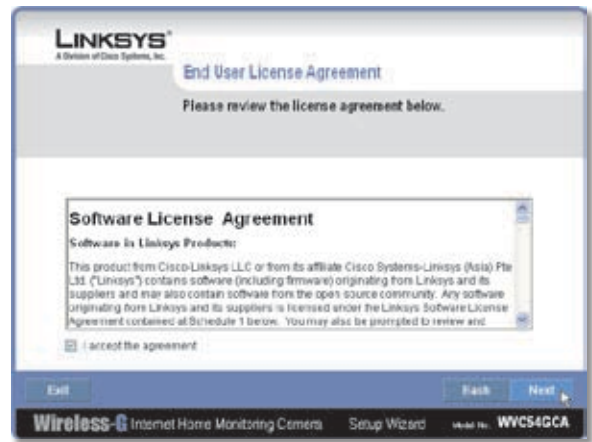 LINKSYS®
A Division of Cisco Systems, Inc.
End User License Agreement
Please review the license agreement below.
Software License Agreement
Software in Linksys Products:
This product from Cisco-Linksys LLC or from its affiliate Cisco Systems-Linksys (Asia) Pte
Ltd. ("Linksys") contains software (including firmware) originating from Linksys and its
suppliers and may also contain software from the open source community. Any software
originating from Linksys and its suppliers is licensed under the Linksys Software License
Agreement contained at Schedule 1 below. You may also be prompted to review and
I accept the agreement
Exit
Back
Next
Wireless-G Internet Home Monitoring Camera
Setup Wizard
Model No. WVC54GCA